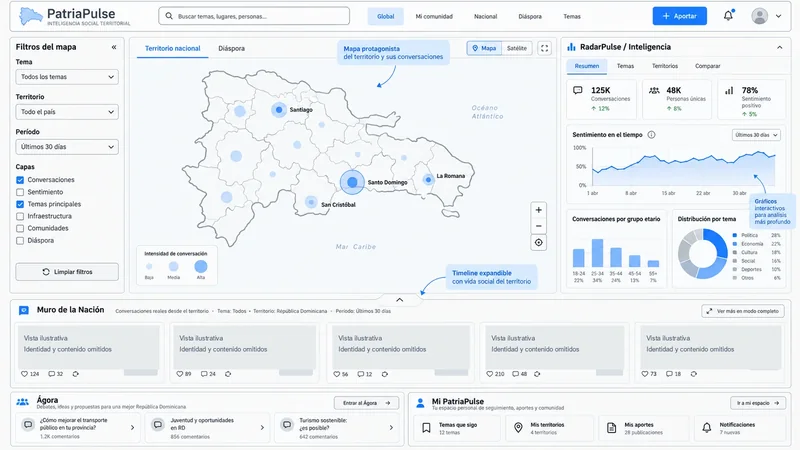 PatriaPulse
INTELIGENCIA SOCIAL TERRITORIAL
Buscar temas, lugares, personas...
Global
Mi comunidad
Nacional
Diáspora
Temas
+ Aportar
Filtros del mapa
«
Tema
Todos los temas
Territorio
Todo el país
Período
Últimos 30 días
Capas
Conversaciones
Sentimiento
Temas principales
Infraestructura
Comunidades
Diáspora
Limpiar filtros
Territorio nacional
Diáspora
Mapa protagonista
del territorio y sus conversaciones
Mapa
Satélite
Océano
Atlántico
Santiago
La Romana
Santo Domingo
San Cristóbal
Mar Caribe
Intensidad de conversación
Baja
Media
Alta
+
−
Timeline expandible
con vida social del territorio
RadarPulse / Inteligencia
Resumen
Temas
Territorios
Comparar
125K
Conversaciones
↑ 12%
48K
Personas únicas
↑ 8%
78%
Sentimiento
positivo
↑ 5%
Sentimiento en el tiempo
Últimos 30 días
100%
50%
0%
1 abr
8 abr
15 abr
22 abr
30 abr
Gráficos
interactivos
para análisis
más profundo
Conversaciones por grupo etario
18-24 25-34 35-44 45-54 55+
22% 34% 24% 13% 7%
Distribución por tema
Política 28%
Economía 22%
Cultura 18%
Social 16%
Deportes 10%
Otros 6%
Muro de la Nación
Conversaciones reales desde el territorio • Tema: Todos • Territorio: República Dominicana • Período: Últimos 30 días
Ver más en modo completo
Vista ilustrativa
Identidad y contenido omitidos
124 32
Vista ilustrativa
Identidad y contenido omitidos
89 24
Vista ilustrativa
Identidad y contenido omitidos
56 12
Vista ilustrativa
Identidad y contenido omitidos
210 48
Vista ilustrativa
Identidad y contenido omitidos
73 18
Ágora
Debates, ideas y propuestas para una mejor República Dominicana
Entrar al Ágora →
¿Cómo mejorar el transporte
público en tu provincia?
1.2K comentarios
Juventud y oportunidades
en RD
856 comentarios
Turismo sostenible:
¿es posible?
642 comentarios
Mi PatriaPulse
Tu espacio personal de seguimiento, aportes y comunidad
Ir a mi espacio →
Temas que sigo
12 temas
Mis territorios
4 territorios
Mis aportes
28 publicaciones
Notificaciones
7 nuevas